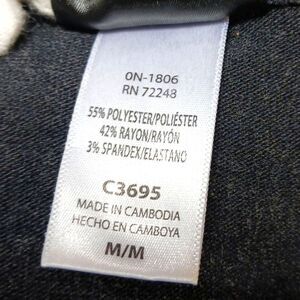 0N-1806
RN 72248
55% POLYESTER/POLIÉSTER
42% RAYON/RAYÓN
3% SPANDEX/ELASTANO
C3695
MADE IN CAMBODIA
HECHO EN CAMBOYA
M/M